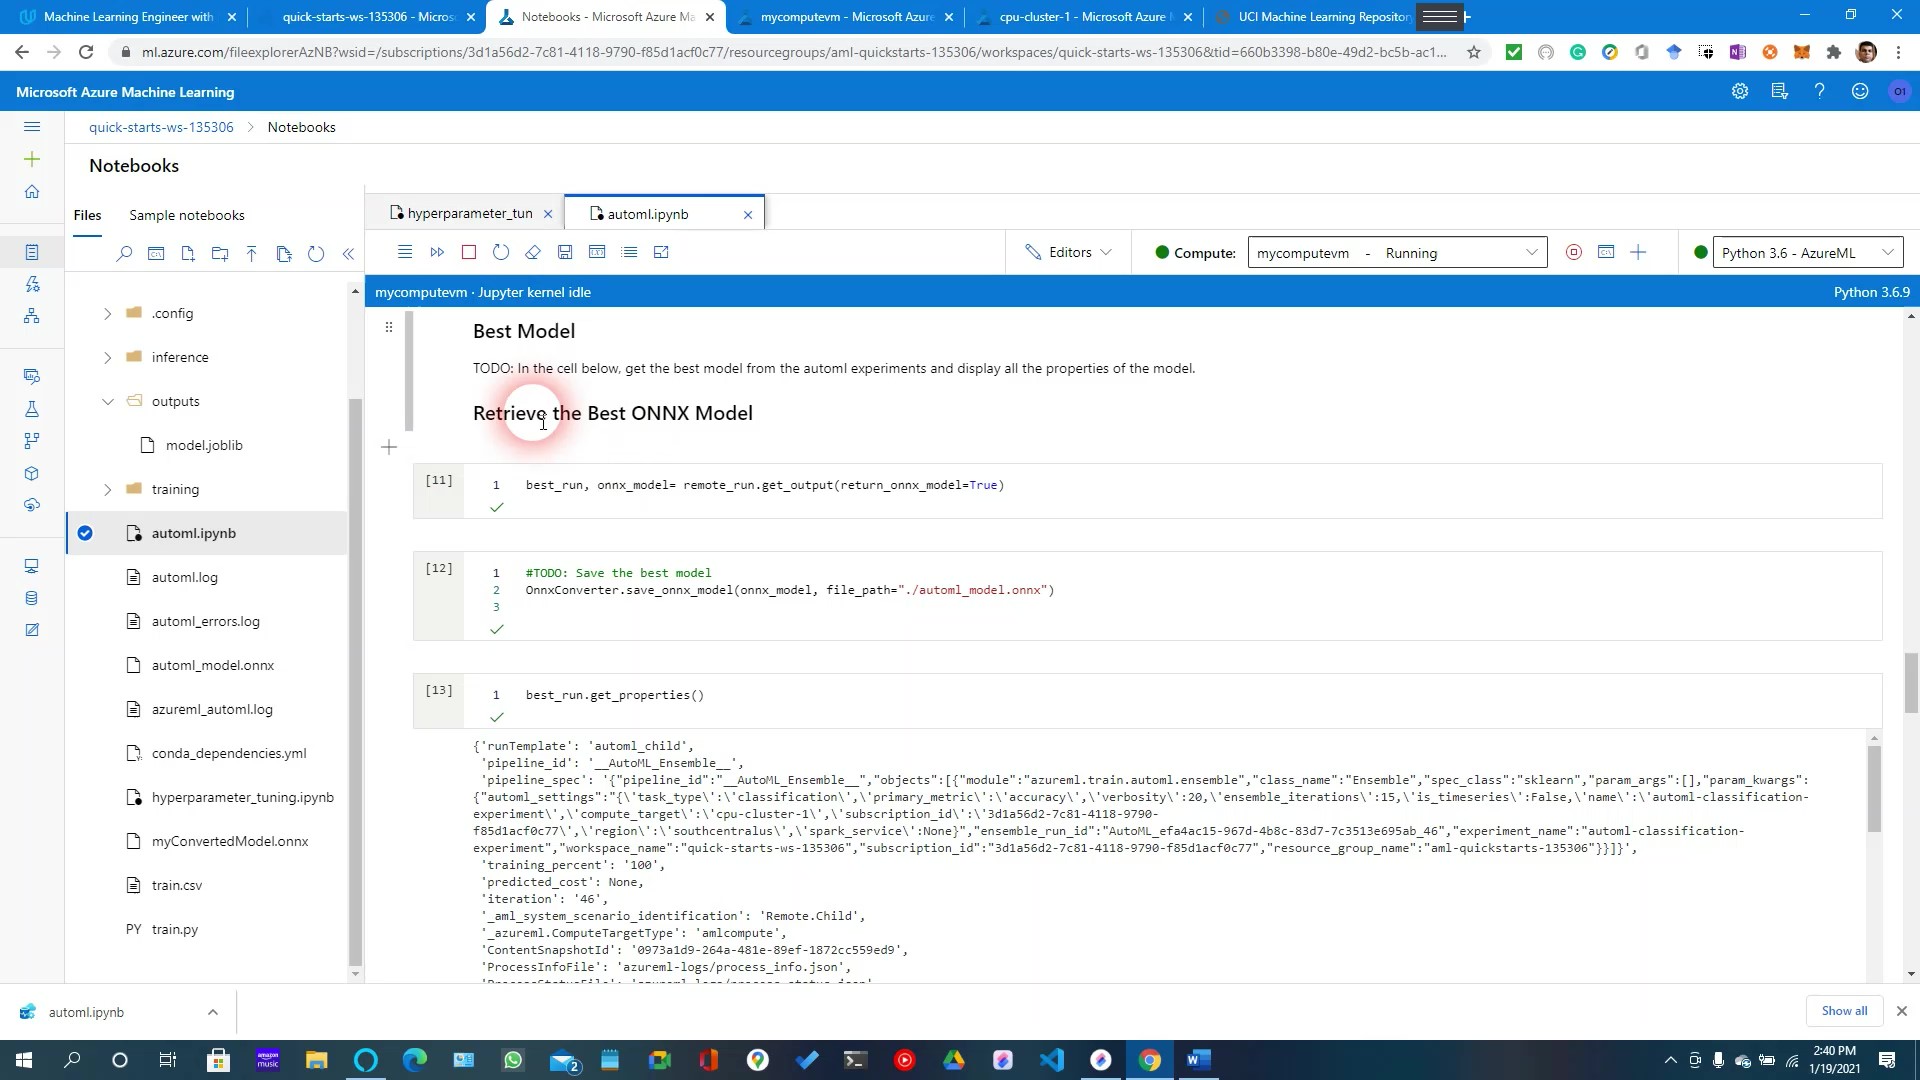 Machine Learning Engineer with
quick-starts-ws-135306 - Micros
Notebooks - Microsoft Azure Ma
mycomputevm - Microsoft Azure
cpu-cluster-1 - Microsoft Azure
UCI Machine Learning Repository
ml.azure.com/fileexplorerAzNB?wsid=/subscriptions/3d1a56d2-7c81-4118-9790-f85d1acf0c77/resourcegroups/aml-quickstarts-135306/workspaces/quick-starts-ws-135306&tid=660b3398-b80e-49d2-bc5b-ac1...
Microsoft Azure Machine Learning
01
quick-starts-ws-135306 > Notebooks
Notebooks
Files
Sample notebooks
hyperparameter_tun
automl.ipynb
Editors
Compute:
mycomputevm - Running
Python 3.6 - AzureML
mycomputevm · Jupyter kernel idle
Python 3.6.9
.config
inference
outputs
model.joblib
training
automl.ipynb
automl.log
automl_errors.log
automl_model.onnx
azureml_automl.log
conda_dependencies.yml
hyperparameter_tuning.ipynb
myConvertedModel.onnx
train.csv
PY train.py
Best Model
TODO: In the cell below, get the best model from the automl experiments and display all the properties of the model.
Retrieve the Best ONNX Model
[11]
1 best_run, onnx_model= remote_run.get_output(return_onnx_model=True)
[12]
1 #TODO: Save the best model
2 OnnxConverter.save_onnx_model(onnx_model, file_path="./automl_model.onnx")
3
[13]
1 best_run.get_properties()
{'runTemplate': 'automl_child',
'pipeline_id': '__AutoML_Ensemble__',
'pipeline_spec': '{"pipeline_id":"__AutoML_Ensemble__","objects":[{"module":"azureml.train.automl.ensemble","class_name":"Ensemble","spec_class":"sklearn","param_args":[],"param_kwargs":
{"automl_settings":"{\'task_type\':\'classification\',\'primary_metric\':\'accuracy\',\'verbosity\':20,\'ensemble_iterations\':15,\'is_timeseries\':False,\'name\':\'automl-classification-
experiment\',\'compute_target\':\'cpu-cluster-1\',\'subscription_id\':\'3d1a56d2-7c81-4118-9790-
f85d1acf0c77\',\'region\':\'southcentralus\',\'spark_service\':None}","ensemble_run_id":"AutoML_efa4ac15-967d-4b8c-83d7-7c3513e695ab_46","experiment_name":"automl-classification-
experiment","workspace_name":"quick-starts-ws-135306","subscription_id":"3d1a56d2-7c81-4118-9790-f85d1acf0c77","resource_group_name":"aml-quickstarts-135306"}}]}',
'training_percent': '100',
'predicted_cost': None,
'iteration': '46',
'_aml_system_scenario_identification': 'Remote.Child',
'_azureml.ComputeTargetType': 'amlcompute',
'ContentSnapshotId': '0973a1d9-264a-481e-89ef-1872cc559ed9',
'ProcessInfoFile': 'azureml-logs/process_info.json',
'ProcessStatusFile': 'azureml-logs/process_status.json',
automl.ipynb
Show all
amazon music
2
2:40 PM
1/19/2021